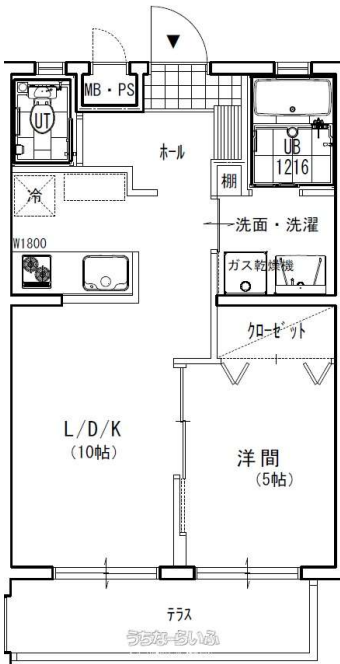 MB・PS
UT
ホール
UB
1216
棚
冷
洗面・洗濯
W1800
ガス乾燥機
クローゼット
L/D/K
(10帖)
洋間
(5帖)
テラス
うちなーらいふ